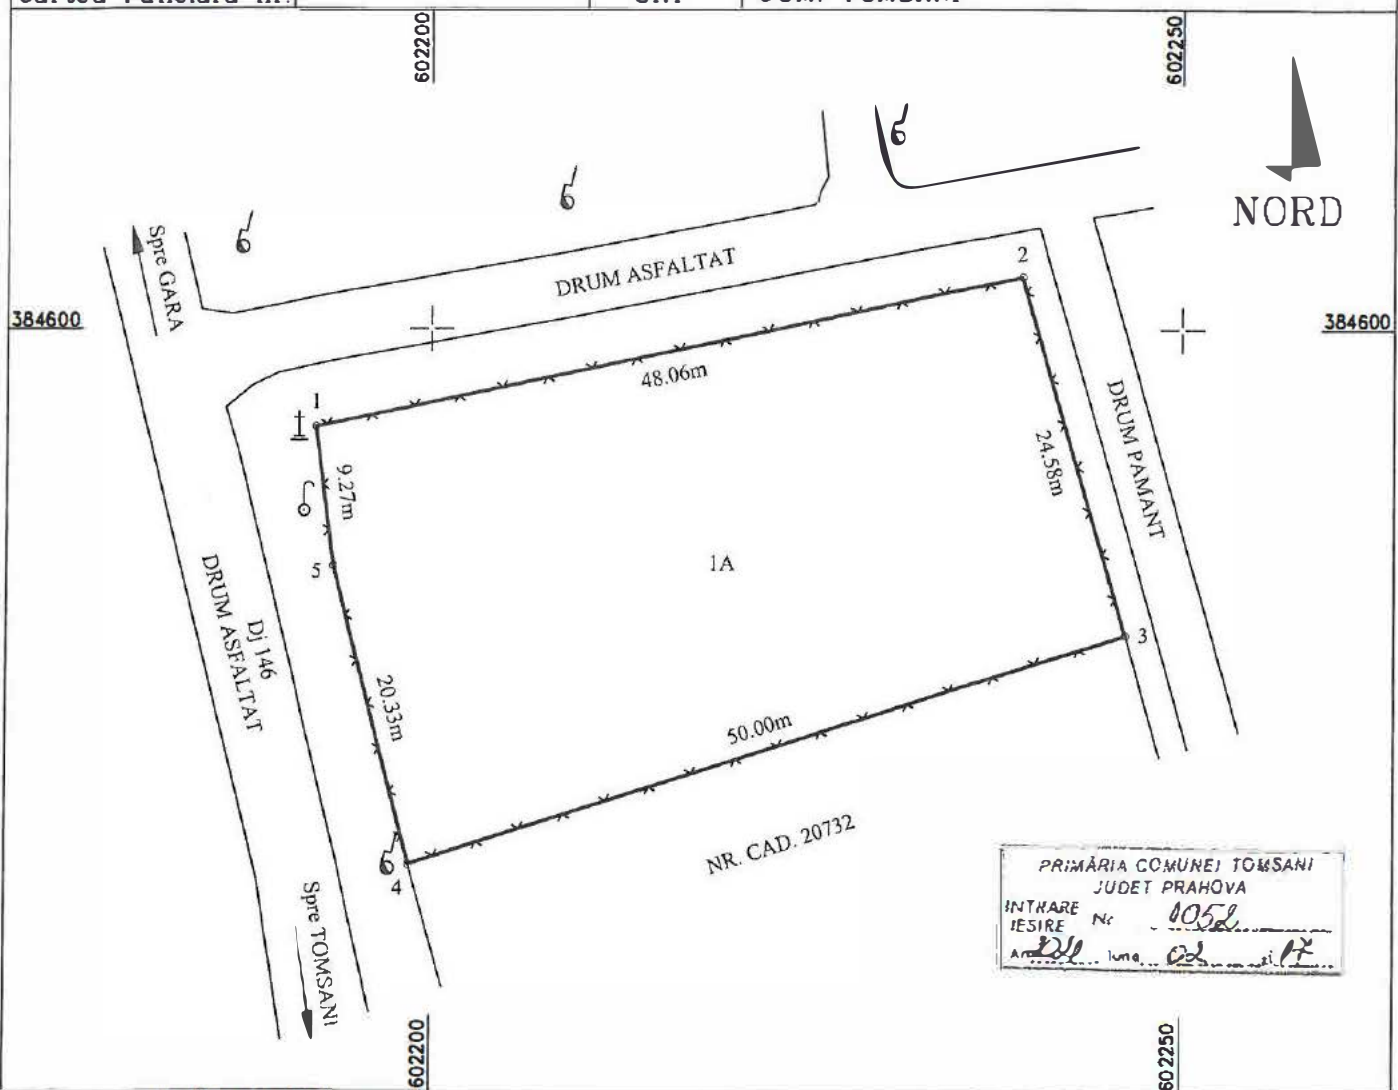 602200
602250
NORD
Spre GARA
DRUM ASFALTAT
2
384600
384600
48.06m
1
DRUM PAMANT
24.58m
9.27m
5
1A
DRUM ASFALTAT
Dj 146
3
20.33m
50.00m
NR. CAD. 20732
4
PRIMĂRIA COMUNEI TOMSANI
JUDET PRAHOVA
INTRARE
IESIRE Nr 1052
luna 02 zi 17
Spre TOMSANI
602200
602250